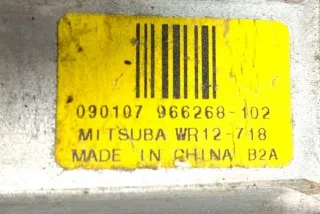 090107 966268-102
MITSUBA WR12-718
MADE IN CHINA B2A